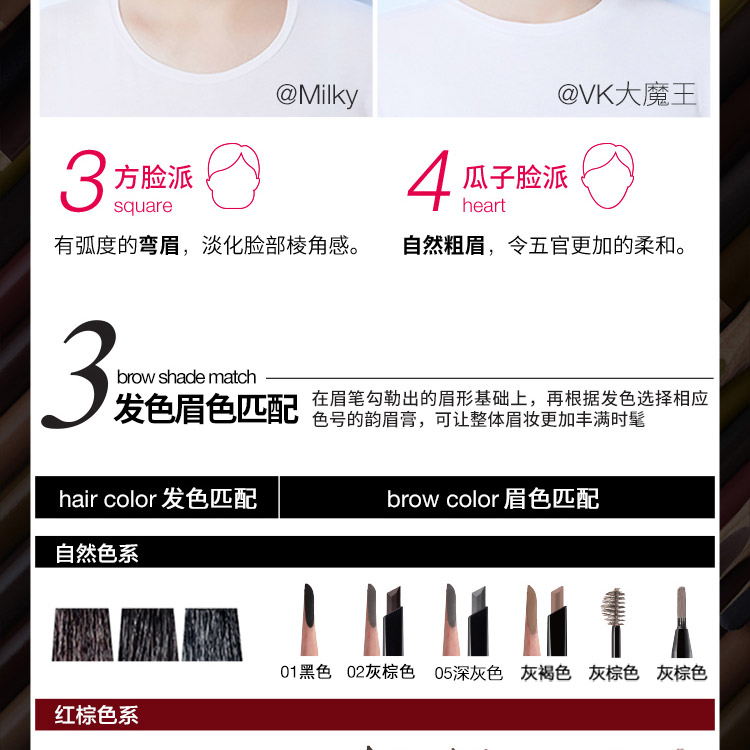 @Milky
@VK大魔王
3 方脸派
square
有弧度的弯眉，淡化脸部棱角感。
4 瓜子脸派
heart
自然粗眉，令五官更加的柔和。
3
brow shade match
发色眉色匹配
在眉笔勾勒出的眉形基础上，再根据发色选择相应
色号的韵眉膏，可让整体眉妆更加丰满时髦
hair color 发色匹配
brow color 眉色匹配
自然色系
01黑色
02灰棕色
05深灰色
灰褐色
灰棕色
灰棕色
红棕色系